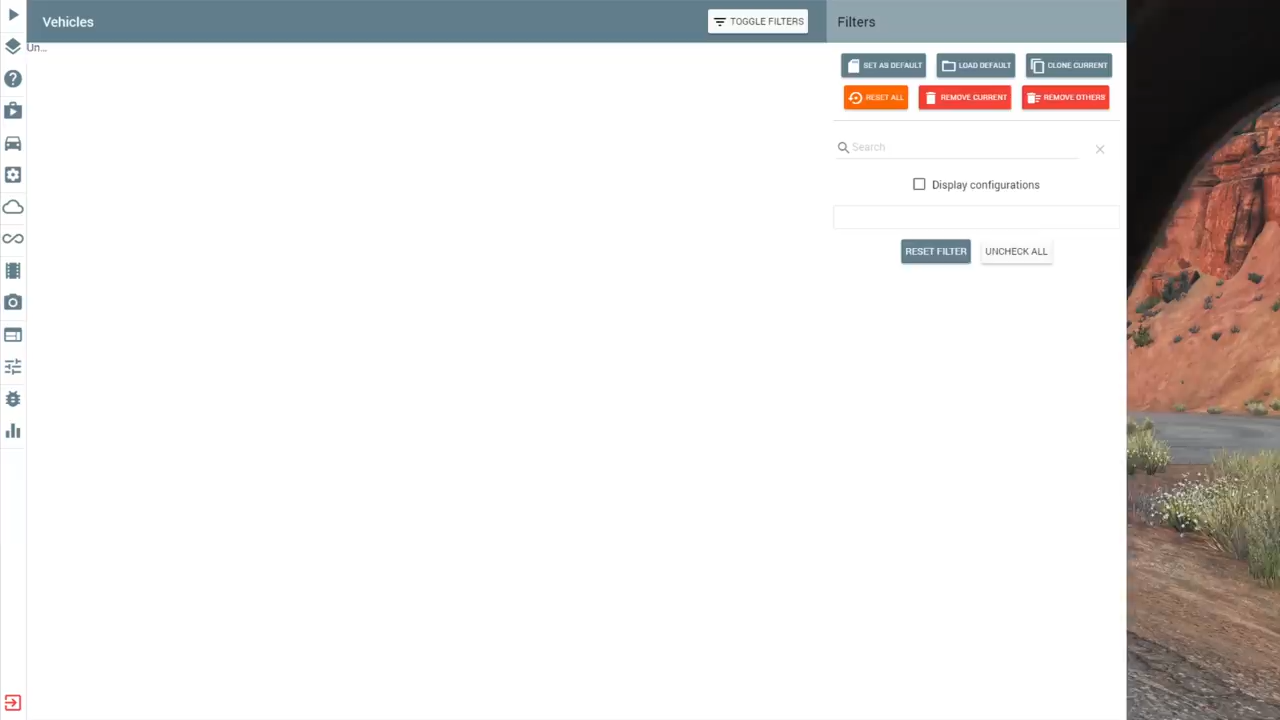 Vehicles
TOGGLE FILTERS
Un...
Filters
SET AS DEFAULT
LOAD DEFAULT
CLONE CURRENT
RESET ALL
REMOVE CURRENT
REMOVE OTHERS
Search
Display configurations
RESET FILTER
UNCHECK ALL